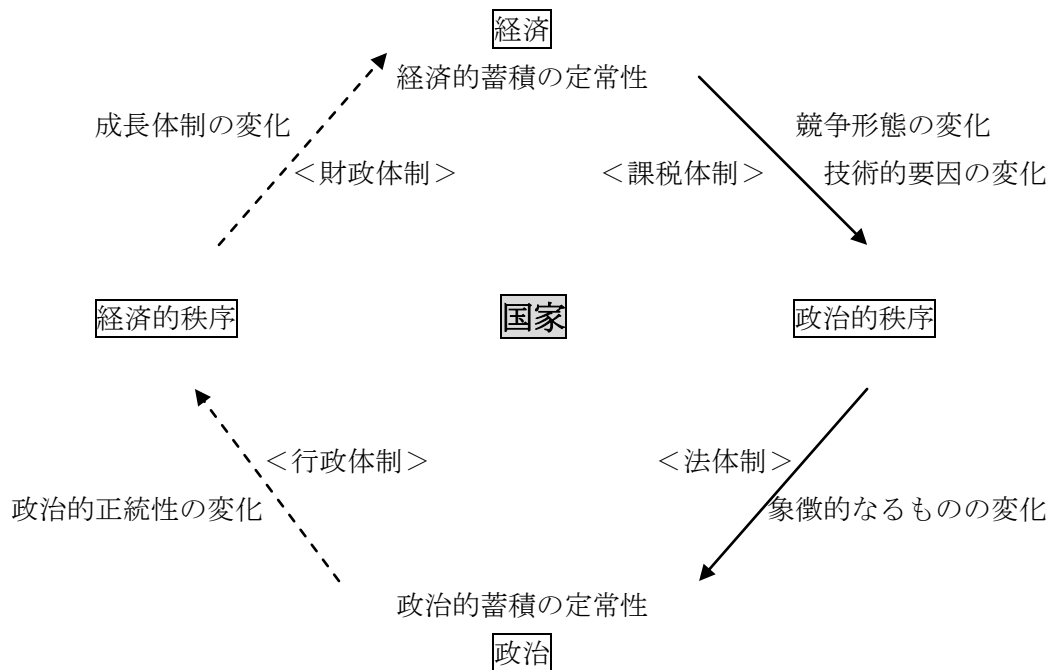 経済
経済的蓄積の定常性
成長体制の変化
競争形態の変化
＜財政体制＞
＜課税体制＞
技術的要因の変化
経済的秩序
国家
政治的秩序
＜行政体制＞
＜法体制＞
政治的正統性の変化
象徴的なるものの変化
政治的蓄積の定常性
政治